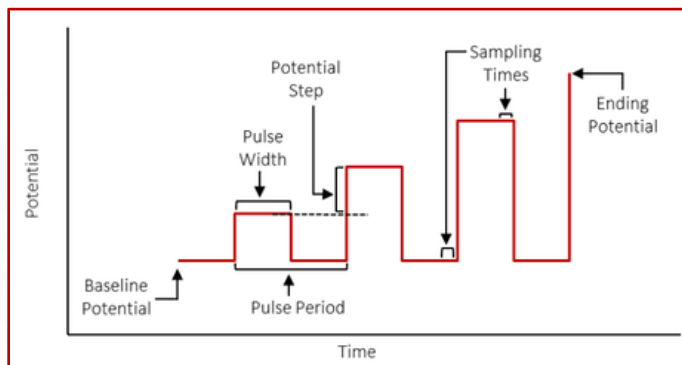 Sampling
Times
Potential
Step
Ending
Potential
Pulse
Width
Potential
Baseline
Potential
Pulse Period
Time